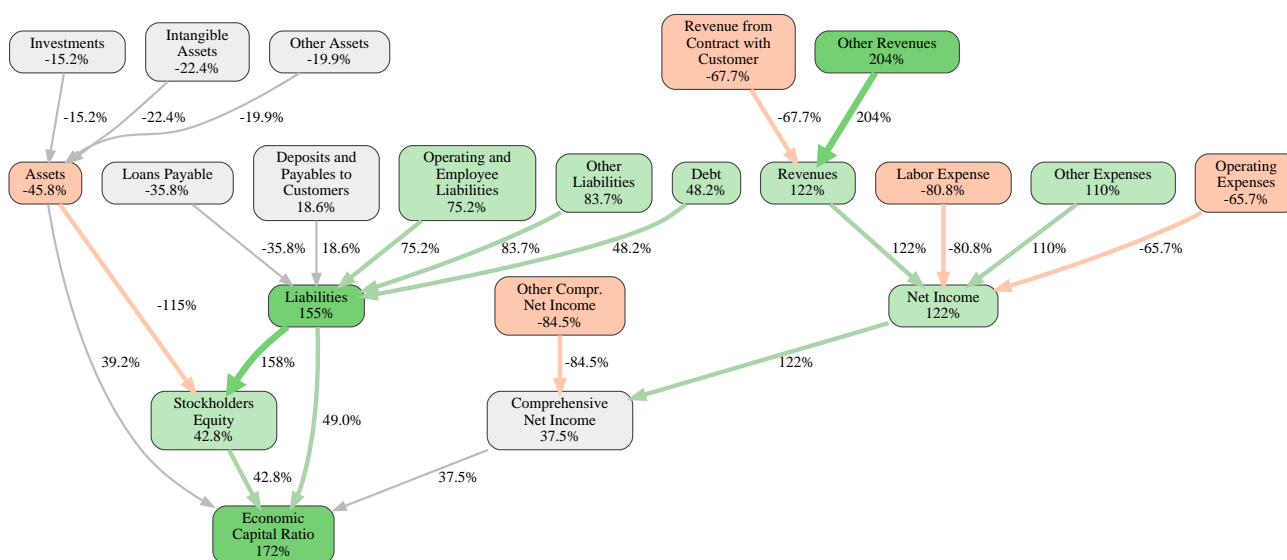 Investments
-15.2%
Intangible
Assets
-22.4%
Other Assets
-19.9%
Revenue from
Contract with
Customer
-67.7%
Other Revenues
204%
-15.2%
-22.4%
-19.9%
-67.7%
204%
Assets
-45.8%
Loans Payable
-35.8%
Deposits and
Payables to
Customers
18.6%
Operating and
Employee
Liabilities
75.2%
Other
Liabilities
83.7%
Debt
48.2%
Revenues
122%
Labor Expense
-80.8%
Other Expenses
110%
Operating
Expenses
-65.7%
-35.8%
18.6%
75.2%
83.7%
48.2%
122%
-80.8%
110%
-65.7%
Liabilities
155%
Other Compr.
Net Income
-84.5%
Net Income
122%
-115%
39.2%
158%
-84.5%
122%
Stockholders
Equity
42.8%
49.0%
Comprehensive
Net Income
37.5%
42.8%
37.5%
Economic
Capital Ratio
172%